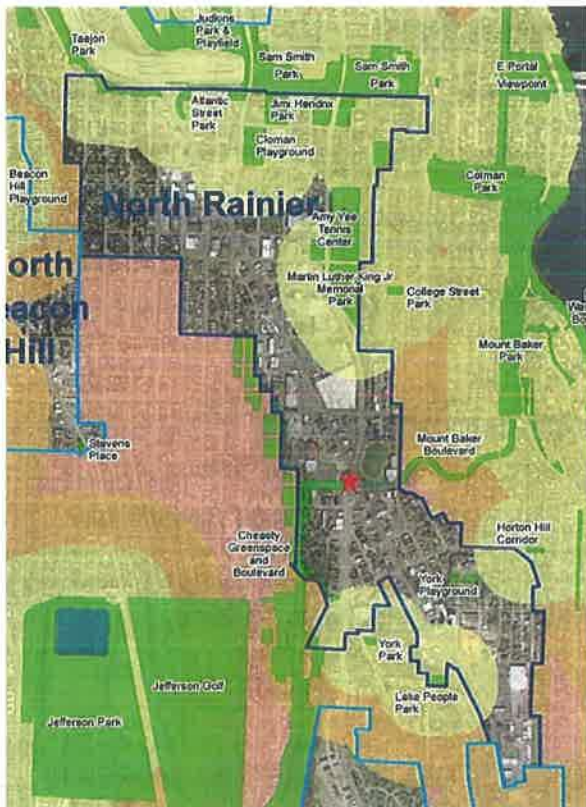 Judkins
Park &
Playfield
Taejon
Park
Sam Smith
Park
Sam Smith
Park
E Portal
Viewpoint
Atlantic
Street
Park
Jimi Hendrix
Park
Cloman
Playground
Beacon
Hill
Playground
Colman
Park
North Rainier
Amy Yee
Tennis
Center
orth
eacon
Hill
Martin Luther King Jr
Memorial
Park
College Street
Park
Wa
Bo
Mount Baker
Park
Stevens
Place
Mount Baker
Boulevard
Cheasty
Greenspace
and
Boulevard
Horton Hill
Corridor
York
Playground
York
Park
Jefferson Golf
Lake People
Park
Jefferson Park